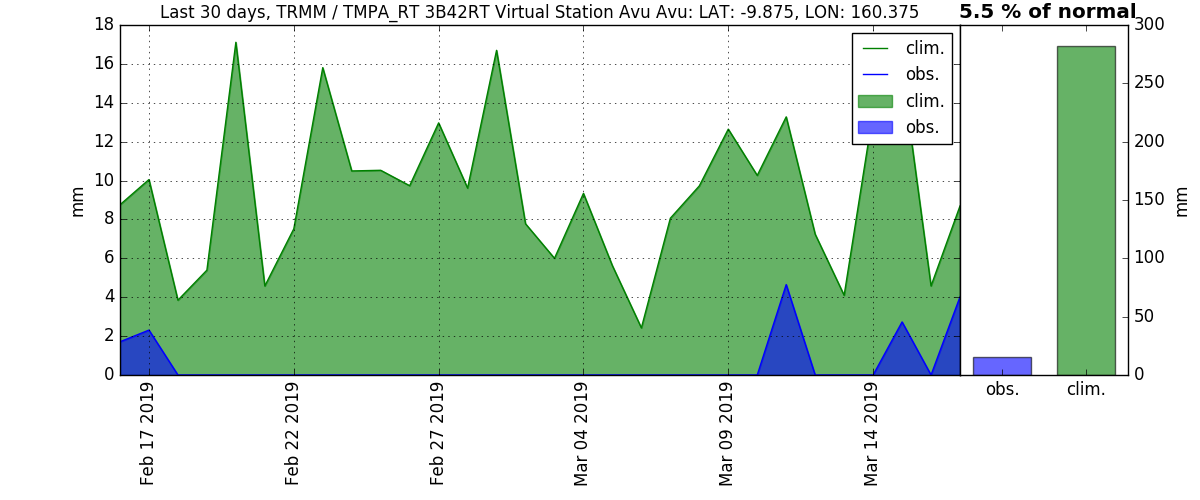 Last 30 days, TRMM / TMPA_RT 3B42RT Virtual Station Avu Avu: LAT: -9.875, LON: 160.375
5.5 % of normal
18
16
14
12
10
8
6
4
2
0
mm
clim.
obs.
clim.
obs.
300
250
200
150
100
50
0
mm
Feb 17 2019
Feb 22 2019
Feb 27 2019
Mar 04 2019
Mar 09 2019
Mar 14 2019
obs.
clim.